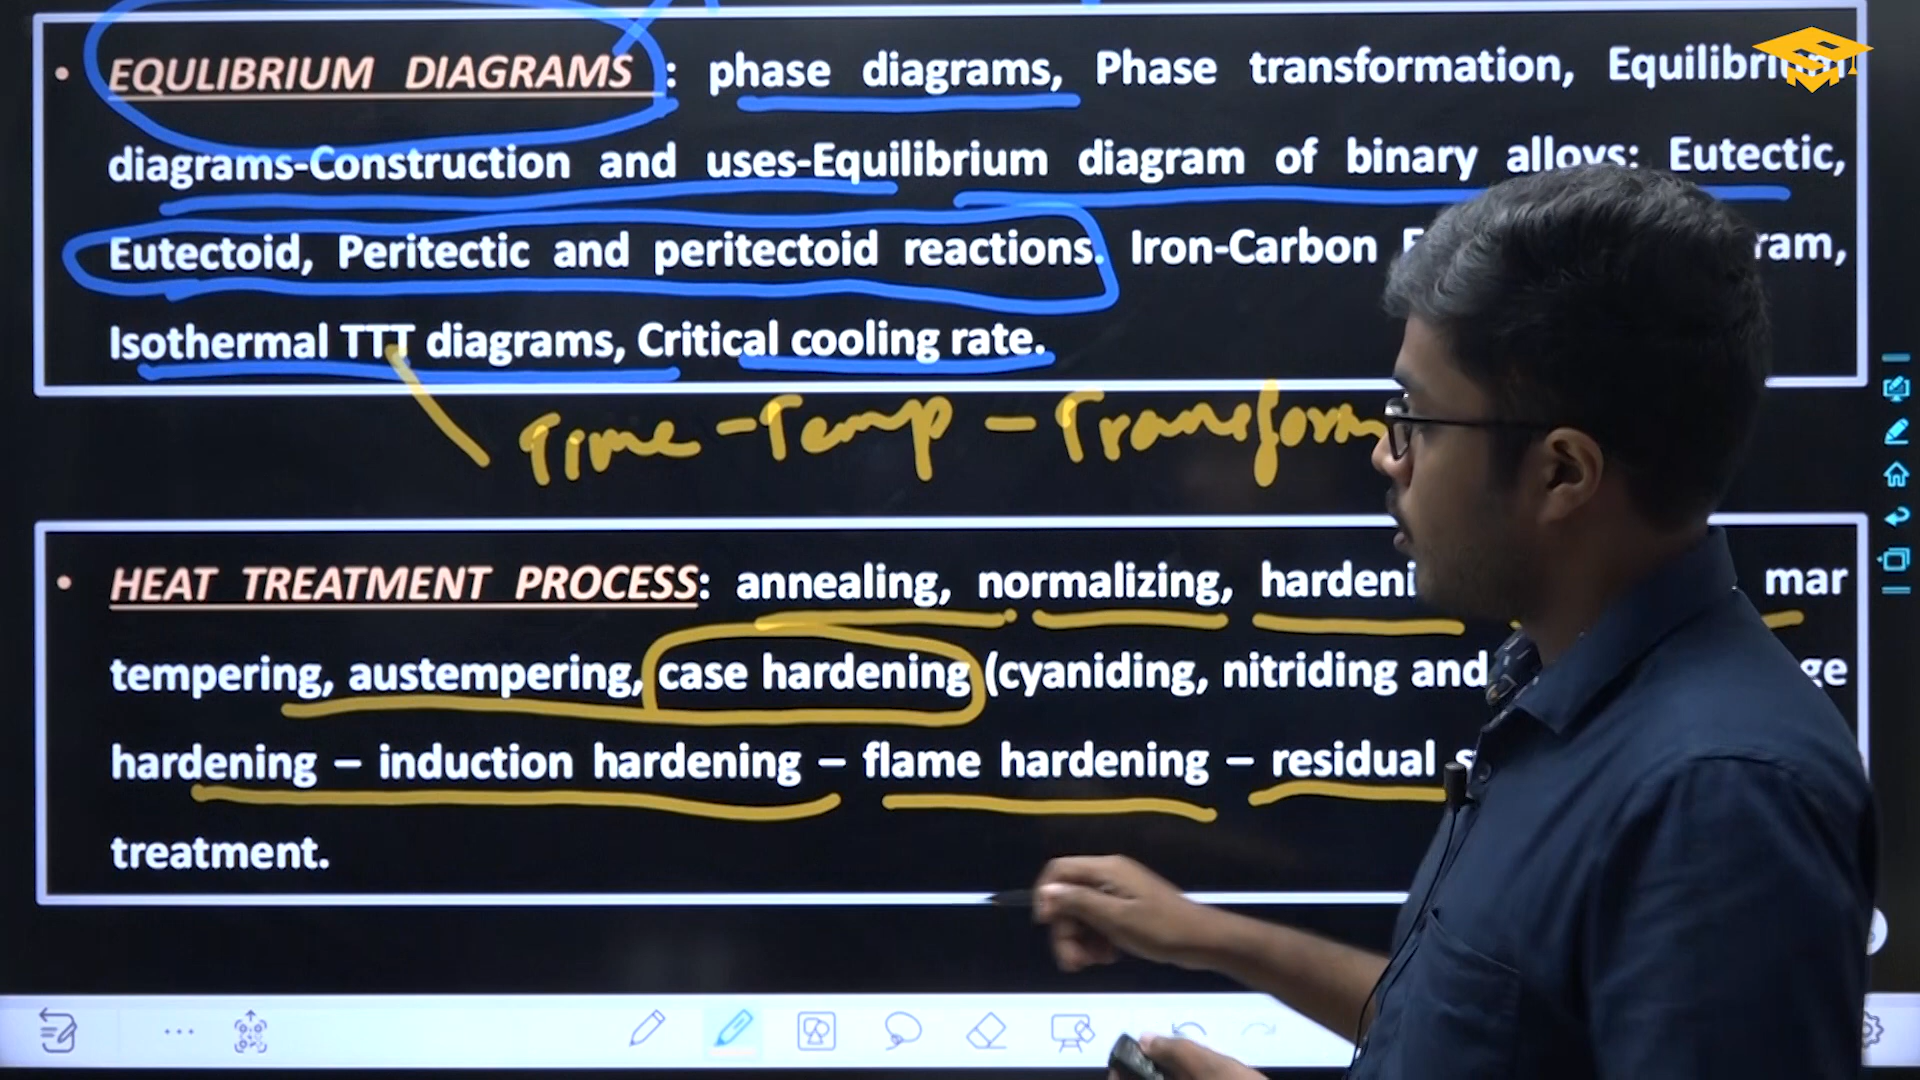 • EQULIBRIUM DIAGRAMS : phase diagrams, Phase transformation, Equilibrium
diagrams-Construction and uses-Equilibrium diagram of binary alloys: Eutectic,
Eutectoid, Peritectic and peritectoid reactions. Iron-Carbon ram,
Isothermal TTT diagrams, Critical cooling rate.
Time - Temp - Transform
• HEAT TREATMENT PROCESS: annealing, normalizing, hardeni mar
tempering, austempering, case hardening (cyaniding, nitriding and ge
hardening – induction hardening – flame hardening – residual s
treatment.